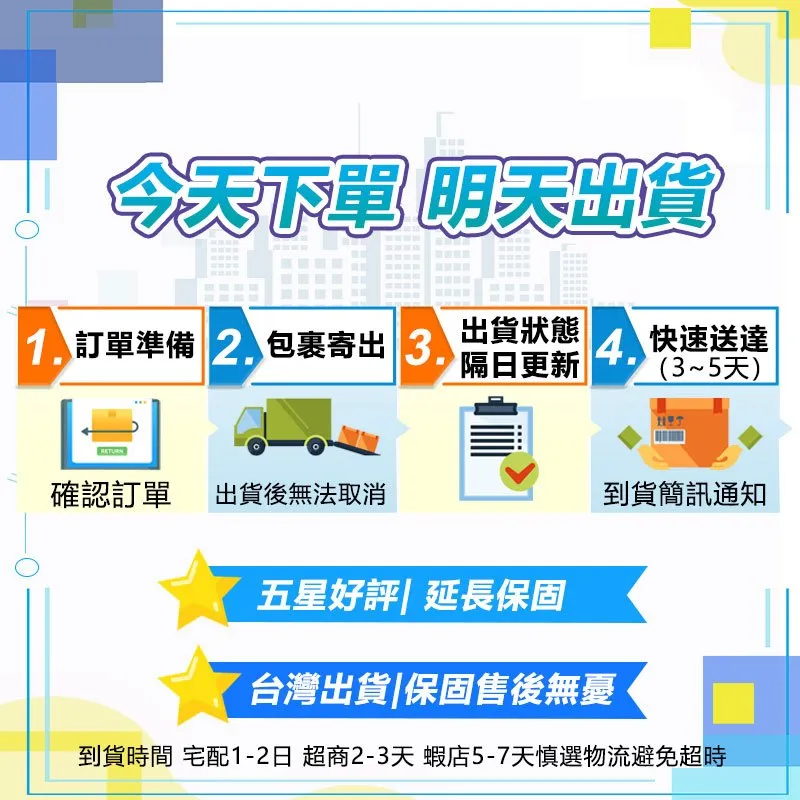 今天下單 明天出貨
1. 訂單準備
2. 包裹寄出
3. 出貨狀態
隔日更新
4. 快速送達
(3~5天)
RETURN
確認訂單
出貨後無法取消
到貨簡訊通知
五星好評| 延長保固
台灣出貨|保固售後無憂
到貨時間 宅配1-2日 超商2-3天 蝦店5-7天慎選物流避免超時